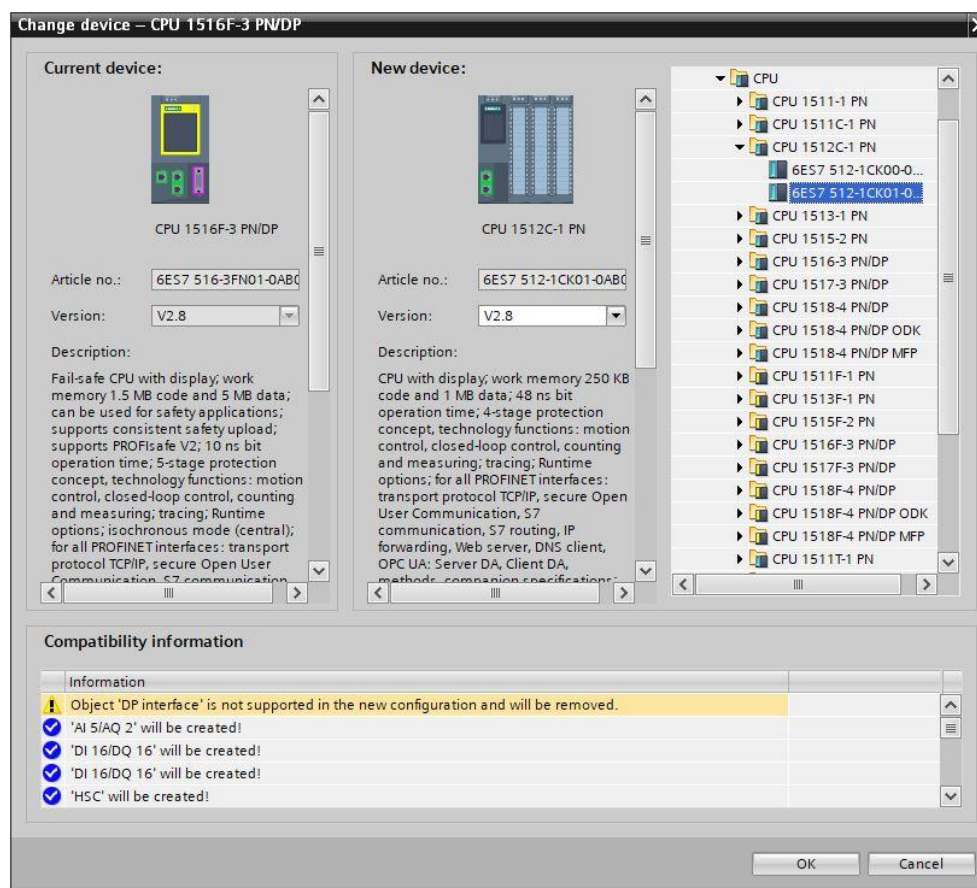 Change device – CPU 1516F-3 PN/DP
Current device:
CPU 1516F-3 PN/DP
Article no.: 6ES7 516-3FN01-0AB0
Version: V2.8
Description:
Fail-safe CPU with display; work
memory 1.5 MB code and 5 MB data;
can be used for safety applications;
supports consistent safety upload;
supports PROFIsafe V2; 10 ns bit
operation time; 5-stage protection
concept, technology functions: motion
control, closed-loop control, counting
and measuring; tracing; Runtime
options; isochronous mode (central);
for all PROFINET interfaces: transport
protocol TCP/IP, secure Open User
Communication, S7 communication
New device:
CPU 1512C-1 PN
Article no.: 6ES7 512-1CK01-0AB0
Version: V2.8
Description:
CPU with display; work memory 250 KB
code and 1 MB data; 48 ns bit
operation time; 4-stage protection
concept, technology functions: motion
control, closed-loop control, counting
and measuring; tracing; Runtime
options; for all PROFINET interfaces:
transport protocol TCP/IP, secure Open
User Communication, S7
communication, S7 routing, IP
forwarding, Web server, DNS client,
OPC UA: Server DA, Client DA,
methods, companion specifications;
CPU
CPU 1511-1 PN
CPU 1511C-1 PN
CPU 1512C-1 PN
6ES7 512-1CK00-0...
6ES7 512-1CK01-0...
CPU 1513-1 PN
CPU 1515-2 PN
CPU 1516-3 PN/DP
CPU 1517-3 PN/DP
CPU 1518-4 PN/DP
CPU 1518-4 PN/DP ODK
CPU 1518-4 PN/DP MFP
CPU 1511F-1 PN
CPU 1513F-1 PN
CPU 1515F-2 PN
CPU 1516F-3 PN/DP
CPU 1517F-3 PN/DP
CPU 1518F-4 PN/DP
CPU 1518F-4 PN/DP ODK
CPU 1518F-4 PN/DP MFP
CPU 1511T-1 PN
Compatibility information
Information
Object 'DP interface' is not supported in the new configuration and will be removed.
'AI 5/AQ 2' will be created!
'DI 16/DQ 16' will be created!
'DI 16/DQ 16' will be created!
'HSC' will be created!
OK
Cancel